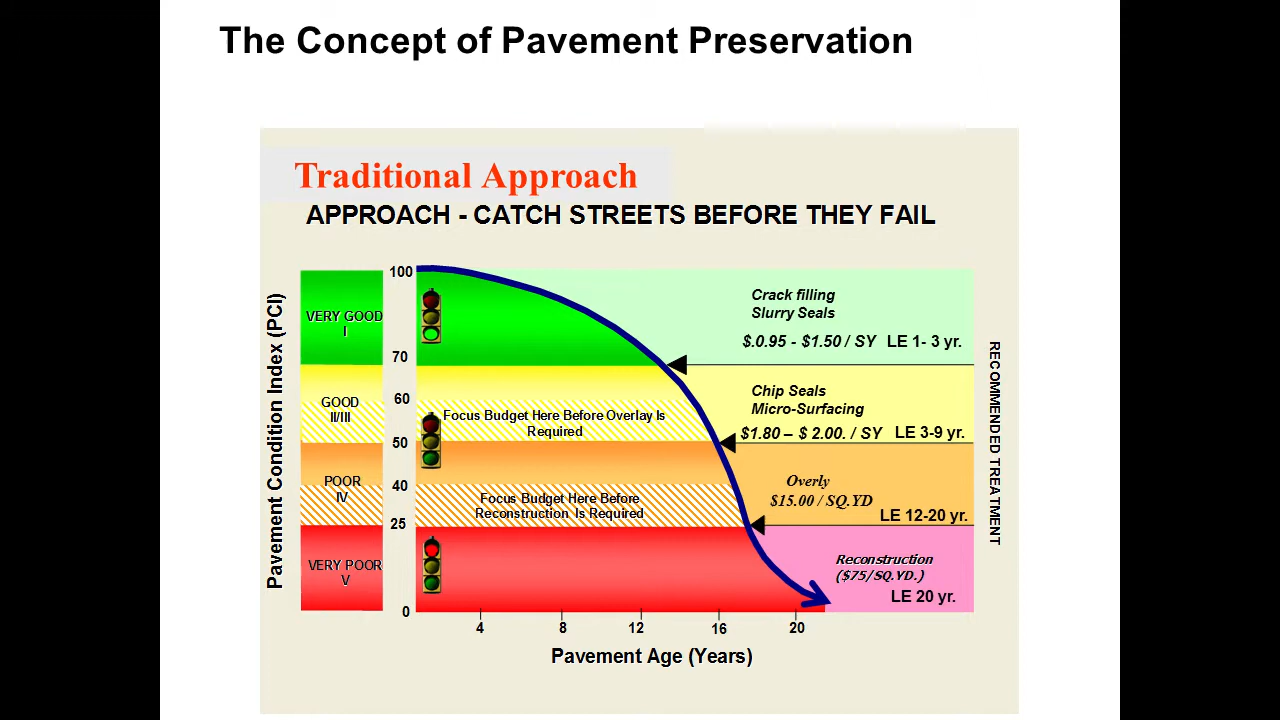 The Concept of Pavement Preservation
Traditional Approach
APPROACH - CATCH STREETS BEFORE THEY FAIL
Pavement Condition Index (PCI)
VERY GOOD
I
GOOD
II/III
POOR
IV
VERY POOR
V
100
70
60
50
40
25
0
Focus Budget Here Before Overlay Is
Required
Focus Budget Here Before
Reconstruction Is Required
Crack filling
Slurry Seals
$.0.95 - $1.50 / SY LE 1- 3 yr.
Chip Seals
Micro-Surfacing
$1.80 – $ 2.00. / SY LE 3-9 yr.
Overly
$15.00 / SQ.YD
LE 12-20 yr.
Reconstruction
($75/SQ.YD.)
LE 20 yr.
RECOMMENDED TREATMENT
4 8 12 16 20
Pavement Age (Years)